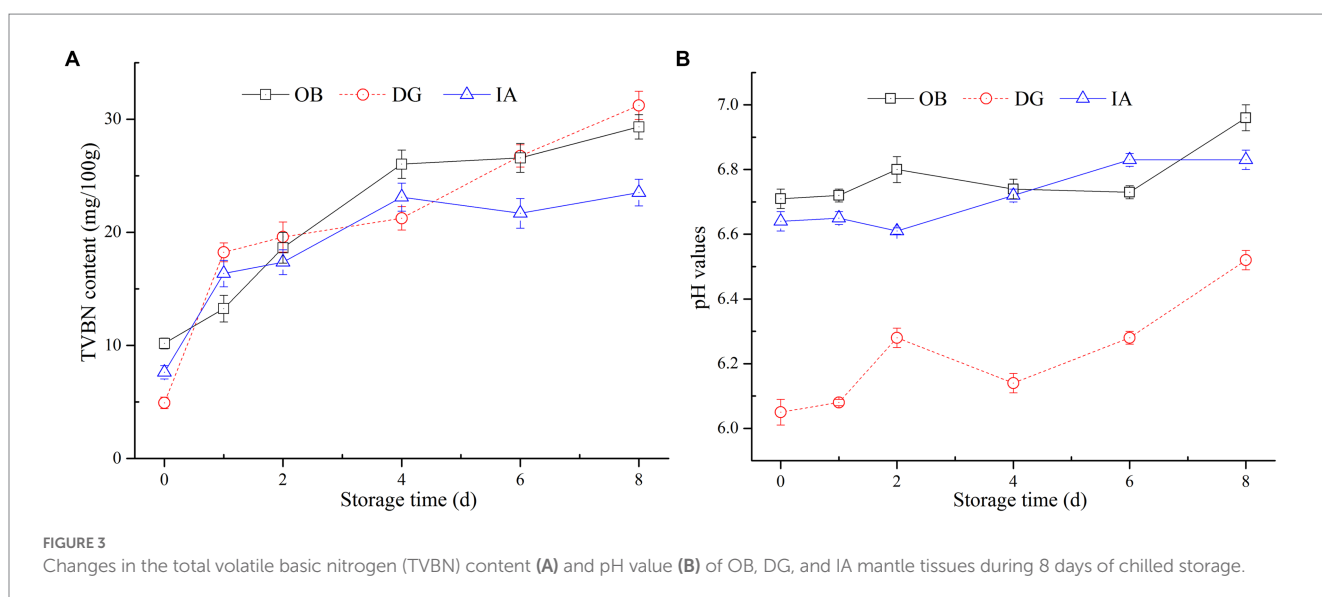 A
OB DG IA
30
20
10
0
TVBN content (mg/100g)
0 2 4 6 8
Storage time (d)
B
OB DG IA
7.0
6.8
6.6
6.4
6.2
6.0
pH values
0 2 4 6 8
Storage time (d)
FIGURE 3
Changes in the total volatile basic nitrogen (TVBN) content (A) and pH value (B) of OB, DG, and IA mantle tissues during 8 days of chilled storage.